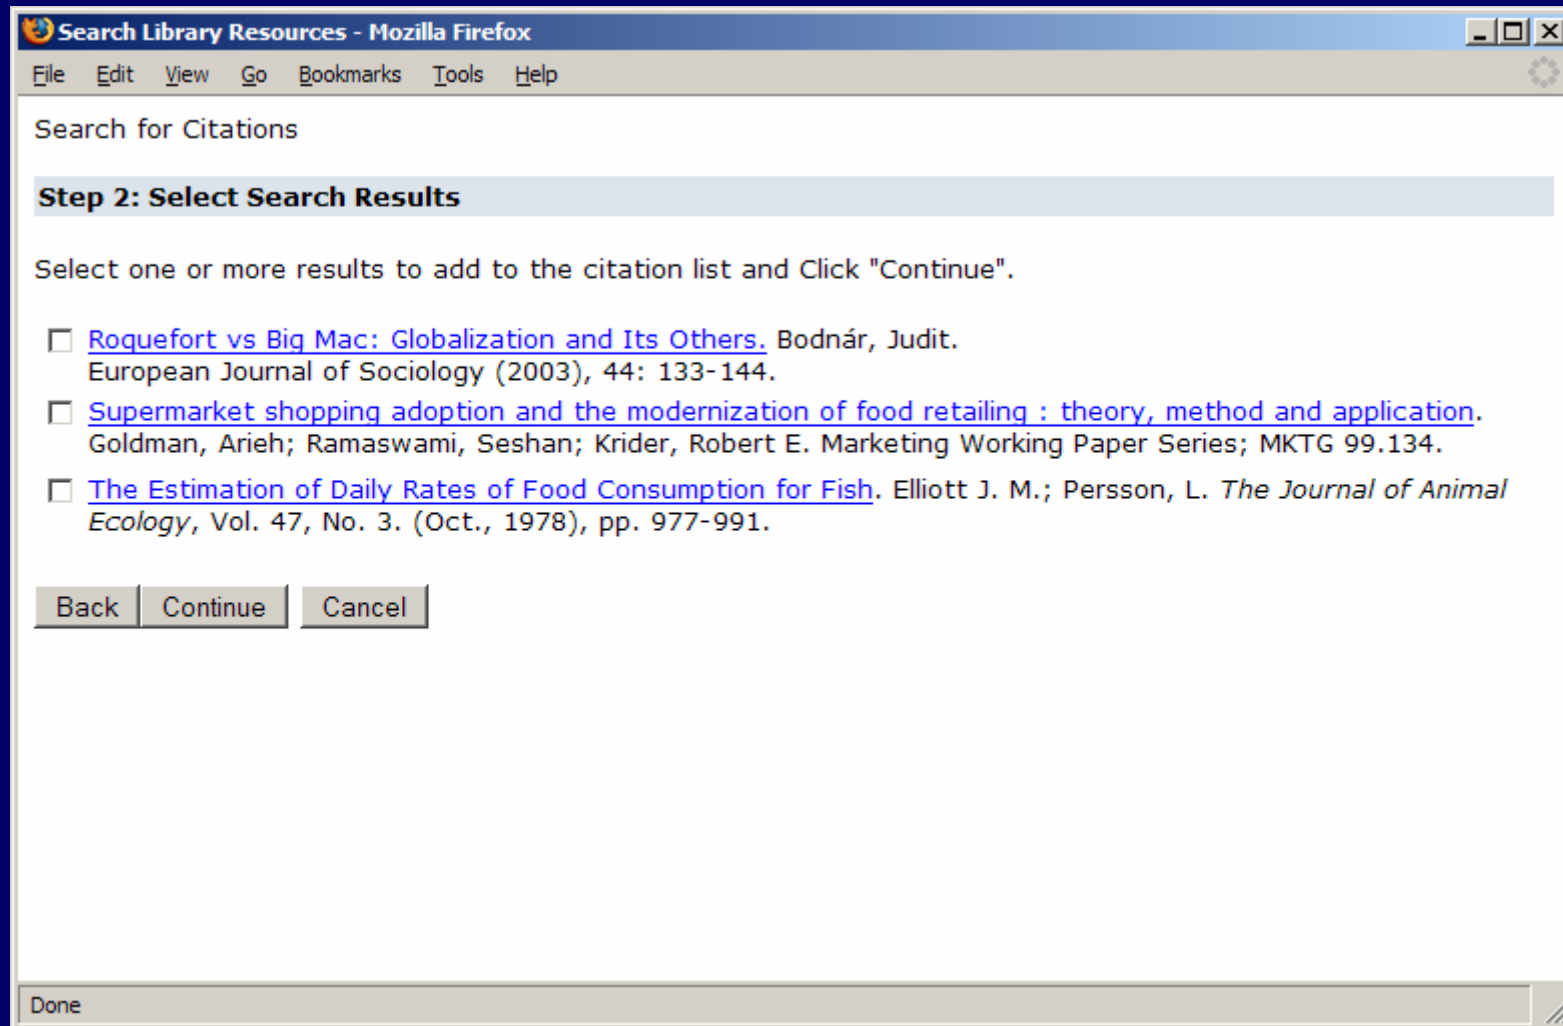 Search Library Resources - Mozilla Firefox
File Edit View Go Bookmarks Tools Help
Search for Citations
Step 2: Select Search Results
Select one or more results to add to the citation list and Click "Continue".
Roquefort vs Big Mac: Globalization and Its Others. Bodnár, Judit.
European Journal of Sociology (2003), 44: 133-144.
Supermarket shopping adoption and the modernization of food retailing : theory, method and application.
Goldman, Arieh; Ramaswami, Seshan; Krider, Robert E. Marketing Working Paper Series; MKTG 99.134.
The Estimation of Daily Rates of Food Consumption for Fish. Elliott J. M.; Persson, L. The Journal of Animal
Ecology, Vol. 47, No. 3. (Oct., 1978), pp. 977-991.
Back Continue Cancel
Done